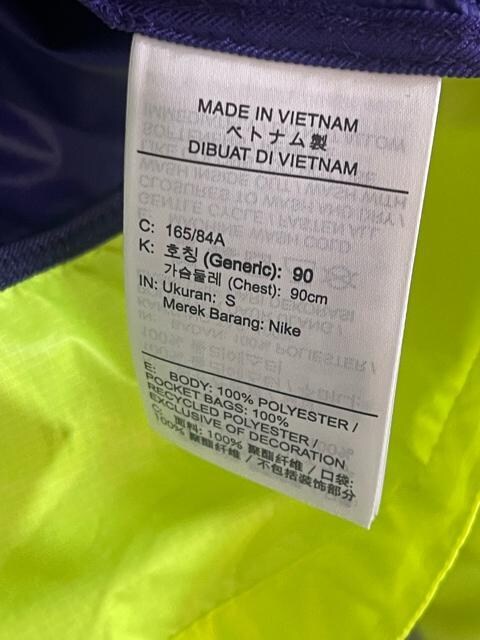 MADE IN VIETNAM
ベトナム製
DIBUAT DI VIETNAM
C: 165/84A
K: 호칭 (Generic): 90
가슴둘레 (Chest): 90cm
IN: Ukuran: S
Merek Barang: Nike
E: BODY: 100% POLYESTER /
POCKET BAGS: 100%
RECYCLED POLYESTER /
EXCLUSIVE OF DECORATION
C: 面料: 100% 聚酯纤维 / 口袋:
100% 聚酯纤维 / 不包括装饰部分